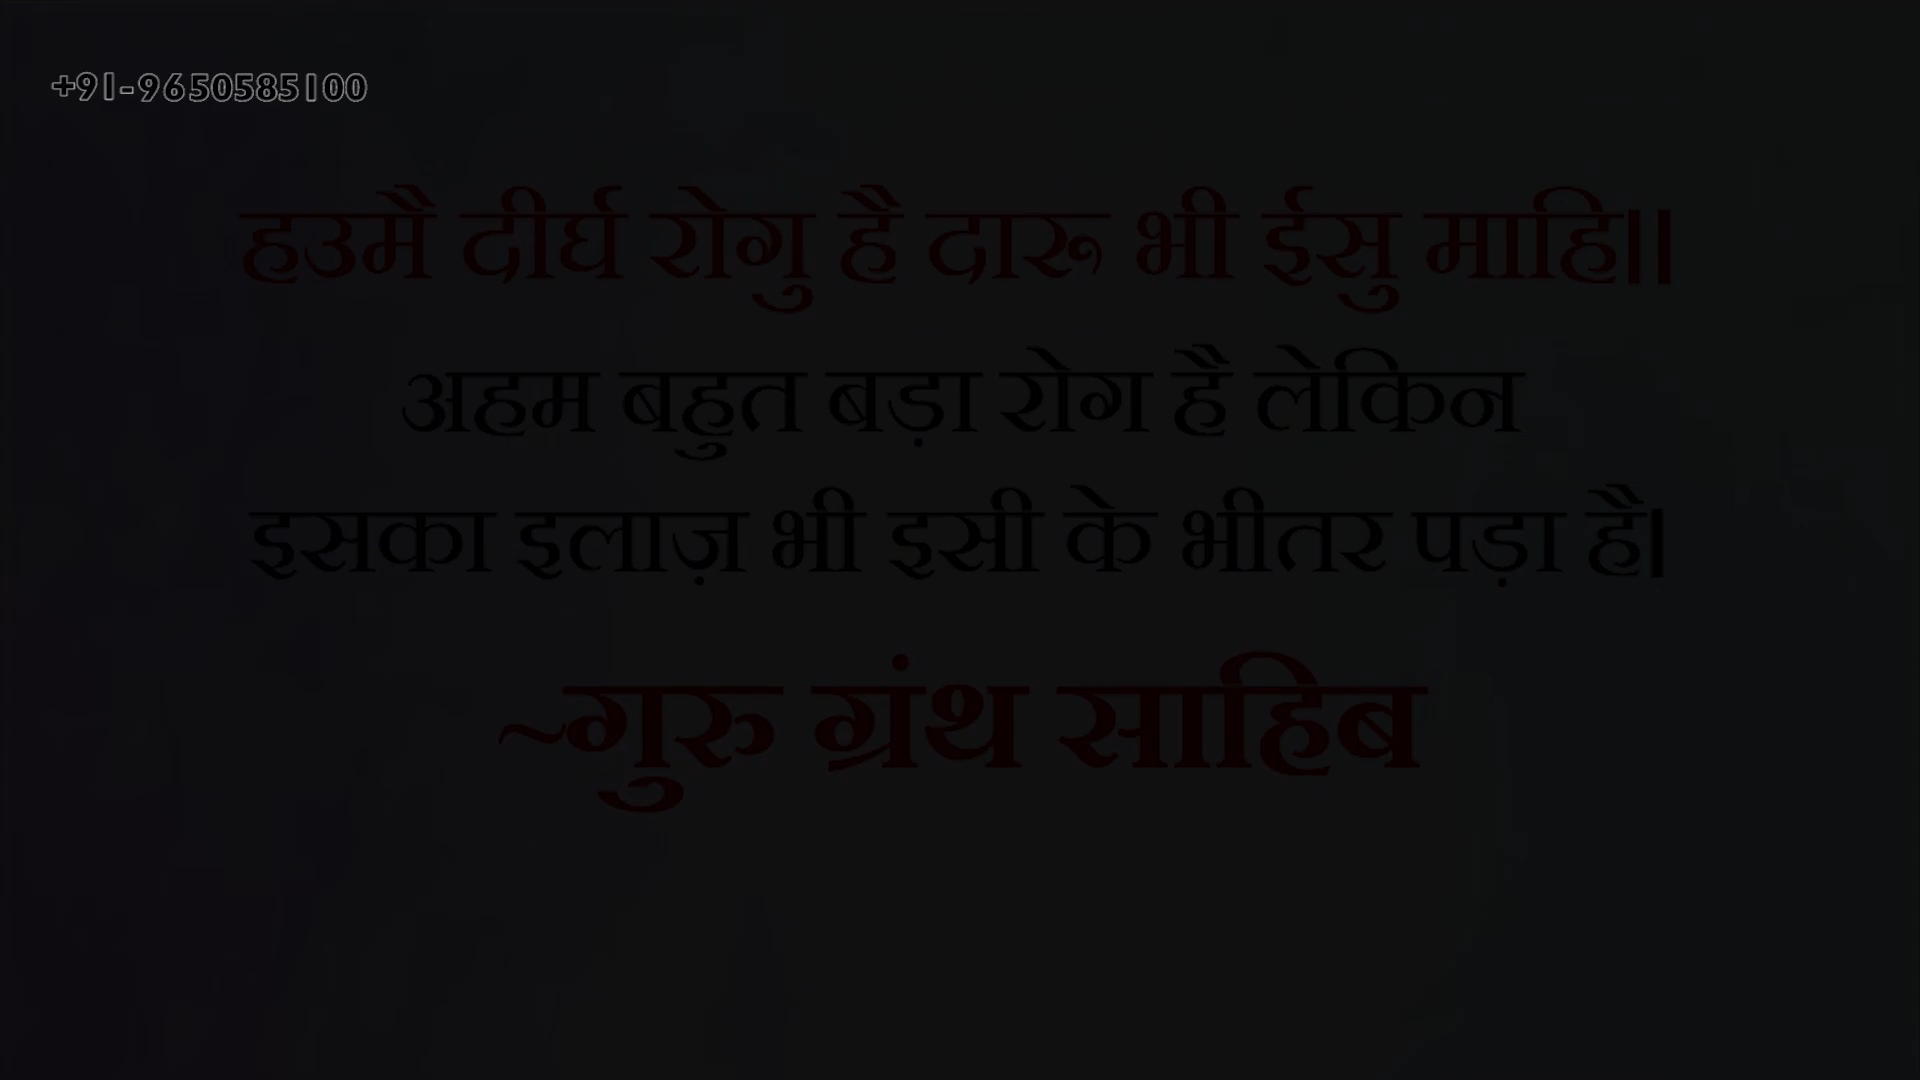 +91-9650585100
हउमै दीर्घ रोगु है दारू भी ईसु माहि||
अहम बहुत बड़ा रोग है लेकिन
इसका इलाज़ भी इसी के भीतर पड़ा है|
~गुरु ग्रंथ साहिब